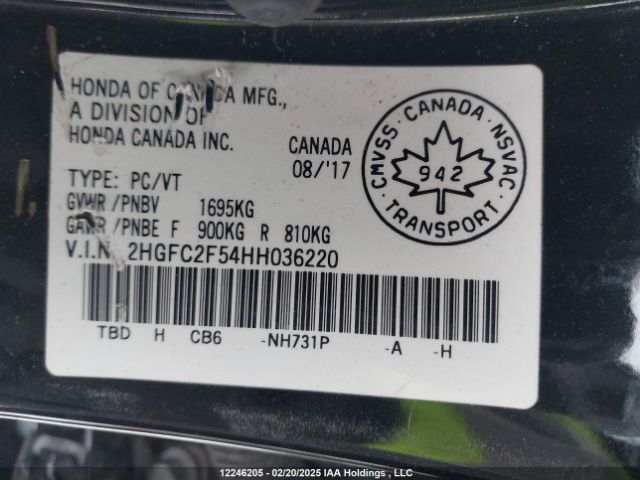 HONDA OF CANADA MFG.,
A DIVISION OF
HONDA CANADA INC.
CANADA
08/'17
TYPE: PC/VT
GVWR /PNBV 1695KG
GAWR /PNBE F 900KG R 810KG
V.I.N. 2HGFC2F54HH036220
TBD H CB6 -NH731P -A -H
CMVSS · CANADA · NSVAC
942
TRANSPORT
12246205 - 02/20/2025 IAA Holdings , LLC